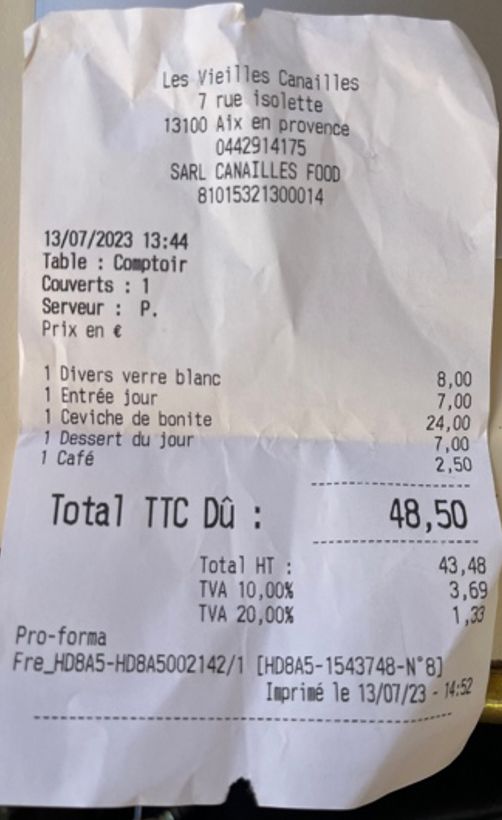 Les Vieilles Canailles
7 rue isolette
13100 Aix en provence
0442914175
SARL CANAILLES FOOD
81015321300014
13/07/2023 13:44
Table : Comptoir
Couverts : 1
Serveur : P.
Prix en €
1 Divers verre blanc 8,00
1 Entrée jour 7,00
1 Ceviche de bonite 24,00
1 Dessert du jour 7,00
1 Café 2,50
Total TTC Dû : 48,50
Total HT : 43,48
TVA 10,00% 3,69
TVA 20,00% 1,33
Pro-forma
Fre_HD8A5-HD8A5002142/1 [HD8A5-1543748-N°8]
Imprimé le 13/07/23 - 14:52